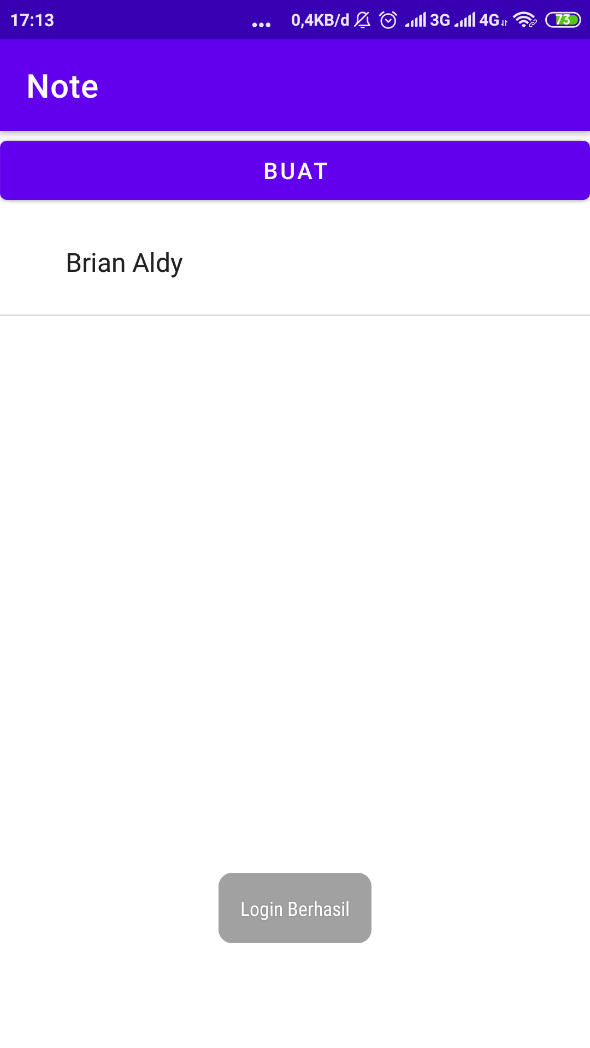 17:13 ... 0,4KB/d 3G 4G 73
Note
BUAT
Brian Aldy
Login Berhasil